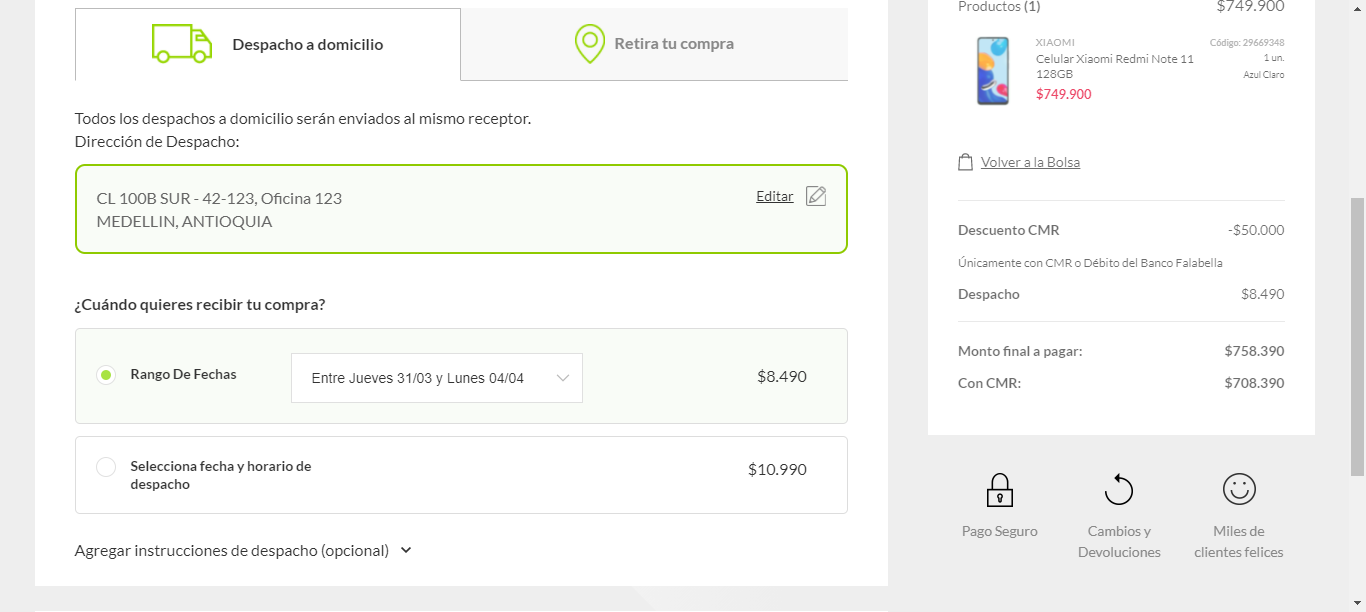 Despacho a domicilio
Retira tu compra
Todos los despachos a domicilio serán enviados al mismo receptor.
Dirección de Despacho:
CL 100B SUR - 42-123, Oficina 123
MEDELLIN, ANTIOQUIA
Editar
¿Cuándo quieres recibir tu compra?
Rango De Fechas
Entre Jueves 31/03 y Lunes 04/04
$8.490
Selecciona fecha y horario de
despacho
$10.990
Agregar instrucciones de despacho (opcional)
Productos (1)
$749.900
XIAOMI
Celular Xiaomi Redmi Note 11
128GB
$749.900
Código: 29669348
1 un.
Azul Claro
Volver a la Bolsa
Descuento CMR
-$50.000
Únicamente con CMR o Débito del Banco Falabella
Despacho
$8.490
Monto final a pagar:
$758.390
Con CMR:
$708.390
Pago Seguro
Cambios y
Devoluciones
Miles de
clientes felices